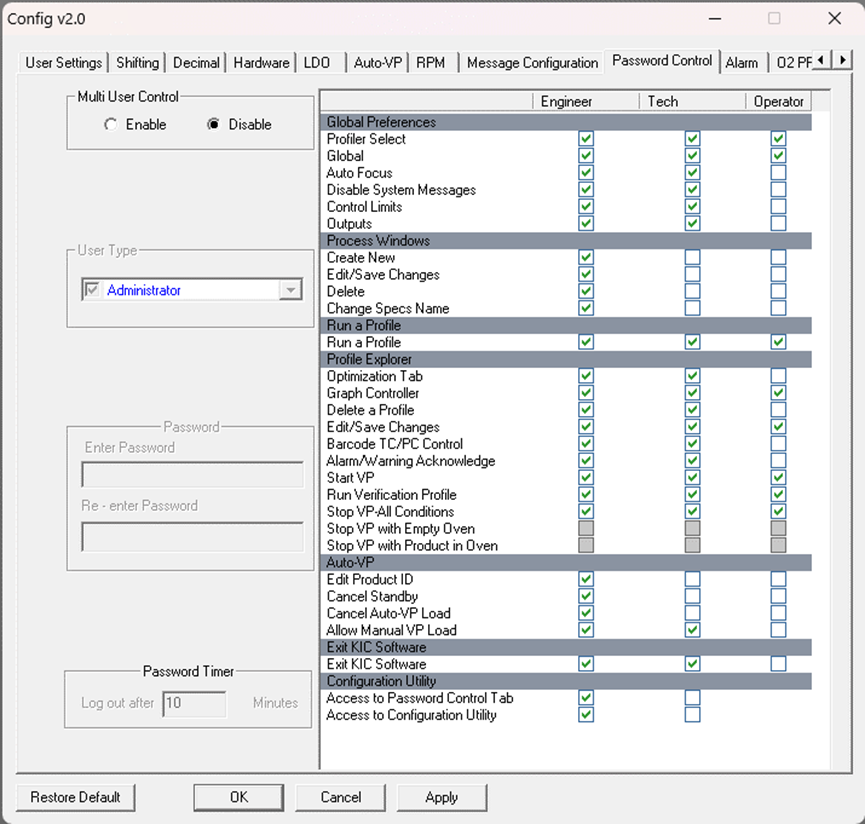 Config v2.0
User Settings
Shifting
Decimal
Hardware
LDO
Auto-VP
RPM
Message Configuration
Password Control
Alarm
O2 PP
Multi User Control
Enable
Disable
User Type
Administrator
Password
Enter Password
Re - enter Password
Password Timer
Log out after 10 Minutes
Engineer Tech Operator
Global Preferences
Profiler Select
Global
Auto Focus
Disable System Messages
Control Limits
Outputs
Process Windows
Create New
Edit/Save Changes
Delete
Change Specs Name
Run a Profile
Run a Profile
Profile Explorer
Optimization Tab
Graph Controller
Delete a Profile
Edit/Save Changes
Barcode TC/PC Control
Alarm/Warning Acknowledge
Start VP
Run Verification Profile
Stop VP-All Conditions
Stop VP with Empty Oven
Stop VP with Product in Oven
Auto-VP
Edit Product ID
Cancel Standby
Cancel Auto-VP Load
Allow Manual VP Load
Exit KIC Software
Exit KIC Software
Configuration Utility
Access to Password Control Tab
Access to Configuration Utility
Restore Default
OK
Cancel
Apply